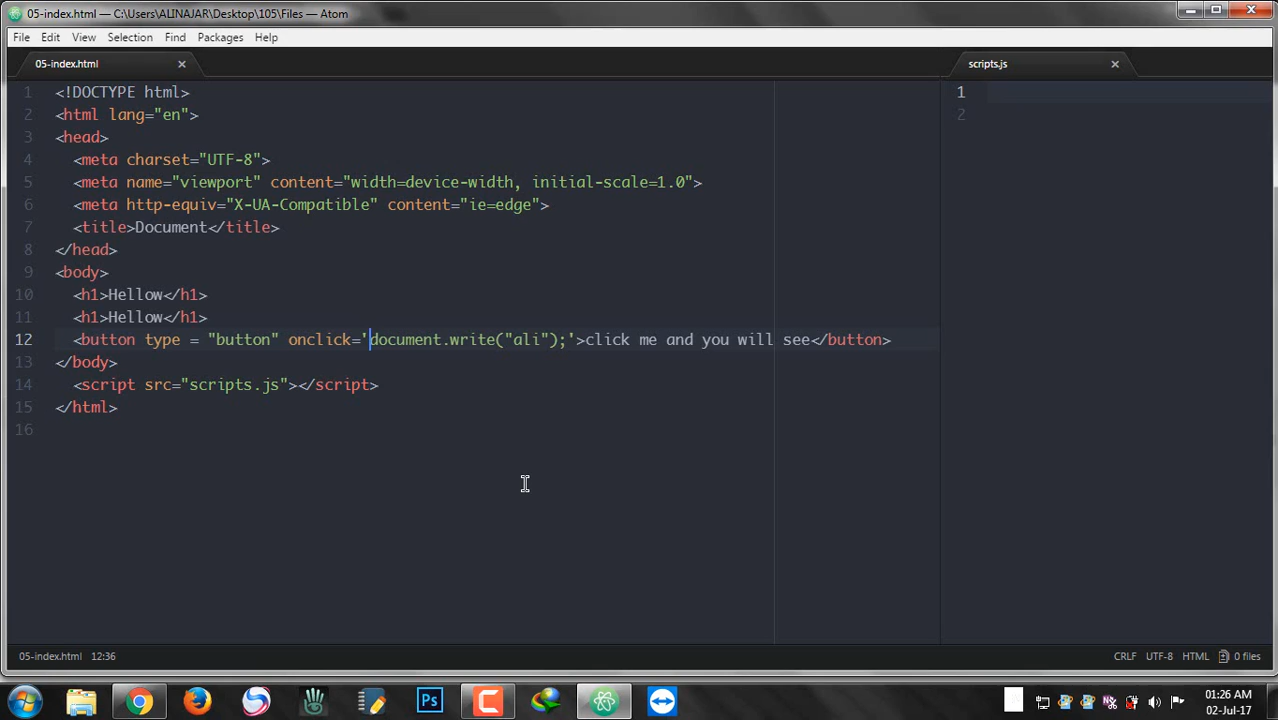 05-index.html — C:\Users\ALINAJAR\Desktop\105\Files — Atom
File Edit View Selection Find Packages Help
05-index.html
scripts.js
1 <!DOCTYPE html>
2 <html lang="en">
3 <head>
4 <meta charset="UTF-8">
5 <meta name="viewport" content="width=device-width, initial-scale=1.0">
6 <meta http-equiv="X-UA-Compatible" content="ie=edge">
7 <title>Document</title>
8 </head>
9 <body>
10 <h1>Hellow</h1>
11 <h1>Hellow</h1>
12 <button type = "button" onclick='document.write("ali");'>click me and you will see</button>
13 </body>
14 <script src="scripts.js"></script>
15 </html>
16
1
2
05-index.html 12:36
CRLF UTF-8 HTML 0 files
Ps
01:26 AM
02-Jul-17